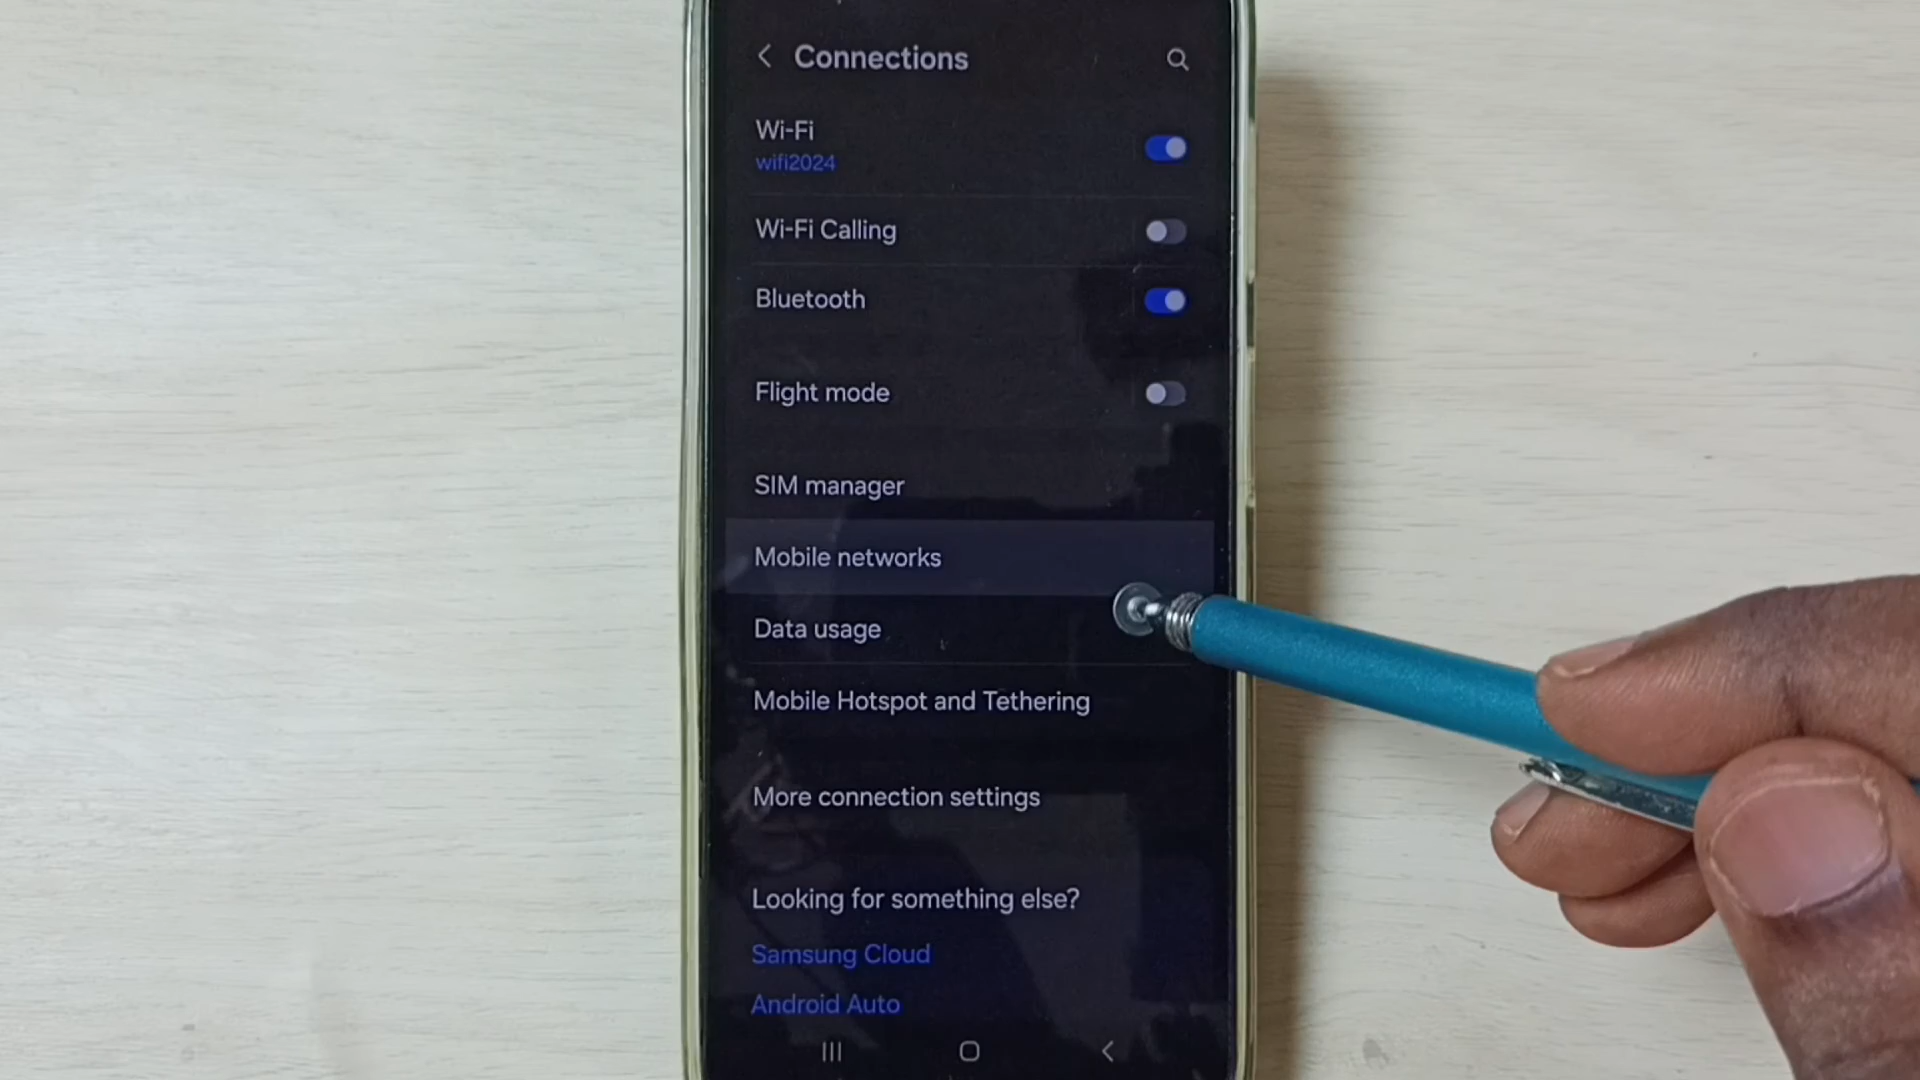 Connections
Wi-Fi
wifi2024
Wi-Fi Calling
Bluetooth
Flight mode
SIM manager
Mobile networks
Data usage
Mobile Hotspot and Tethering
More connection settings
Looking for something else?
Samsung Cloud
Android Auto